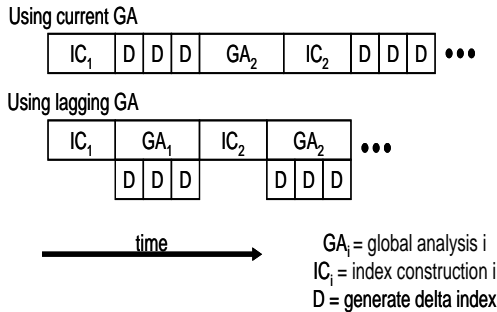 Using current GA
IC₁ D D D GA₂ IC₂ D D D •••
Using lagging GA
IC₁ GA₁ IC₂ GA₂ •••
D D D D D D
time
GAᵢ = global analysis i
ICᵢ = index construction i
D = generate delta index